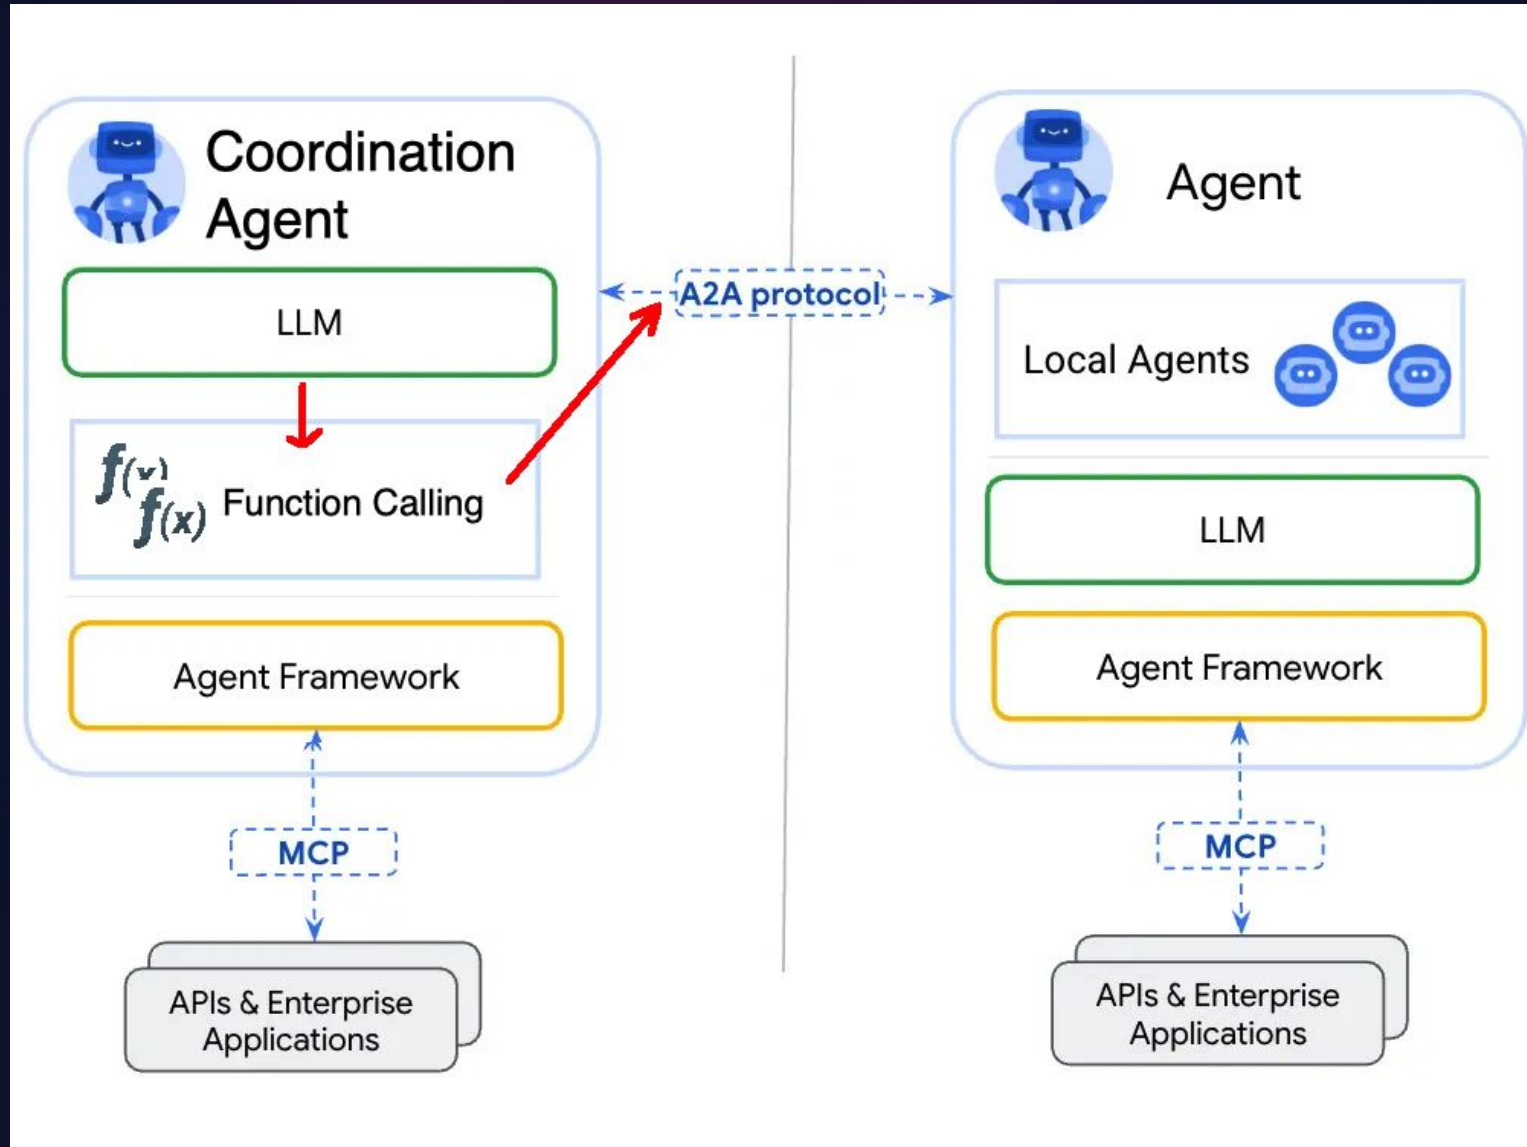 Coordination
Agent
LLM
f(x)
f(x)
Function Calling
Agent Framework
MCP
APIs & Enterprise
Applications
A2A protocol
Agent
Local Agents
LLM
Agent Framework
MCP
APIs & Enterprise
Applications